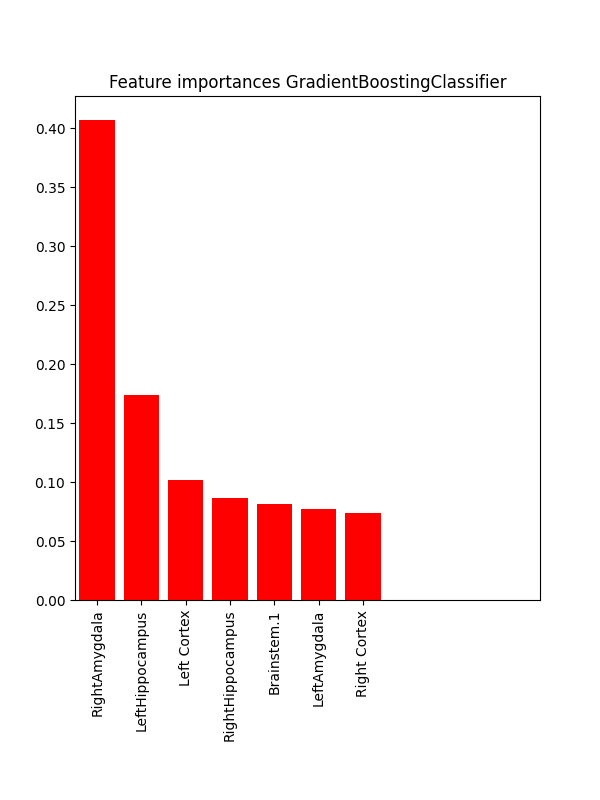 Feature importances GradientBoostingClassifier
0.40
0.35
0.30
0.25
0.20
0.15
0.10
0.05
0.00
RightAmygdala
LeftHippocampus
Left Cortex
RightHippocampus
Brainstem.1
LeftAmygdala
Right Cortex